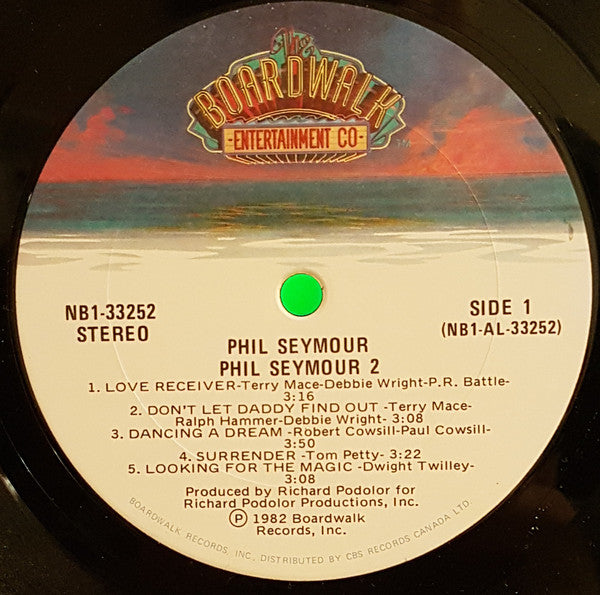 The
BOARDWALK
-ENTERTAINMENT CO-
TM
NB1-33252
STEREO
SIDE 1
(NB1-AL-33252)
PHIL SEYMOUR
PHIL SEYMOUR 2
1. LOVE RECEIVER-Terry Mace-Debbie Wright-P.R. Battle-
3:16
2. DON'T LET DADDY FIND OUT -Terry Mace-
Ralph Hammer-Debbie Wright- 3:08
3. DANCING A DREAM -Robert Cowsill-Paul Cowsill-
3:50
4. SURRENDER -Tom Petty- 3:22
5. LOOKING FOR THE MAGIC -Dwight Twilley-
3:08
Produced by Richard Podolor for
Richard Podolor Productions, Inc.
Ⓟ 1982 Boardwalk
Records, Inc.
BOARDWALK RECORDS, INC. DISTRIBUTED BY CBS RECORDS CANADA LTD.